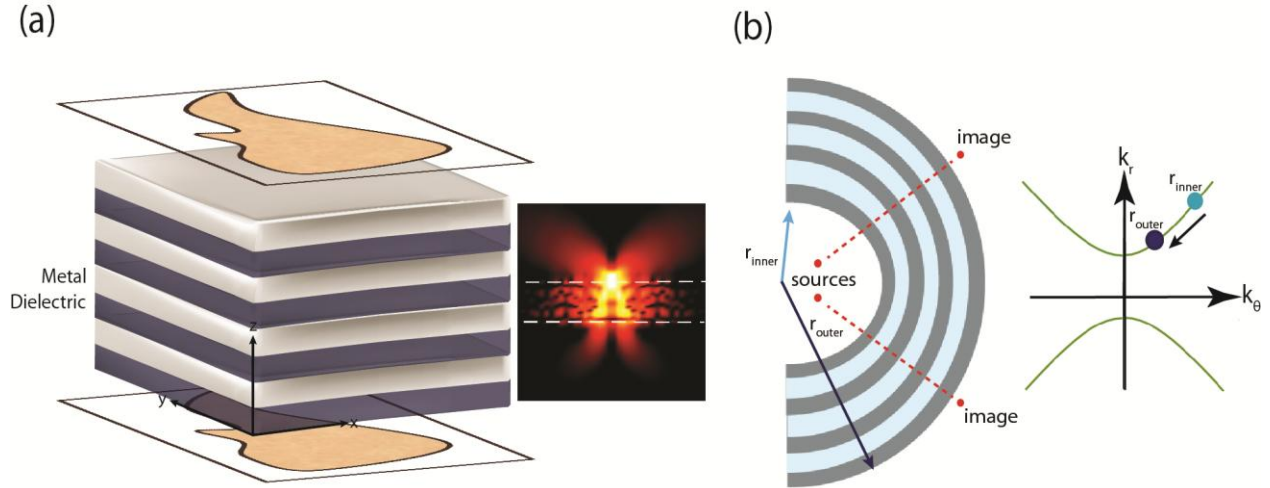 (a)
Metal
Dielectric
z
y
x
(b)
image
r inner
sources
r outer
image
k r
r inner
r outer
k θ